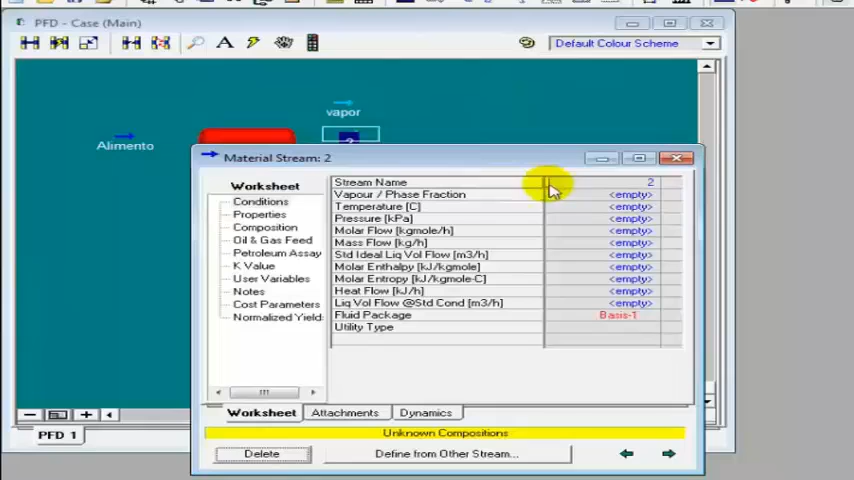 PFD - Case (Main)
A
Default Colour Scheme
vapor
Alimento
2
Material Stream: 2
Worksheet
Conditions
Properties
Composition
Oil & Gas Feed
Petroleum Assay
K Value
User Variables
Notes
Cost Parameters
Normalized Yields
Stream Name 2
Vapour / Phase Fraction <empty>
Temperature [C] <empty>
Pressure [kPa] <empty>
Molar Flow [kgmole/h] <empty>
Mass Flow [kg/h] <empty>
Std Ideal Liq Vol Flow [m3/h] <empty>
Molar Enthalpy [kJ/kgmole] <empty>
Molar Entropy [kJ/kgmole-C] <empty>
Heat Flow [kJ/h] <empty>
Liq Vol Flow @Std Cond [m3/h] <empty>
Fluid Package Basis-1
Utility Type
Worksheet Attachments Dynamics
PFD 1
Unknown Compositions
Delete Define from Other Stream...